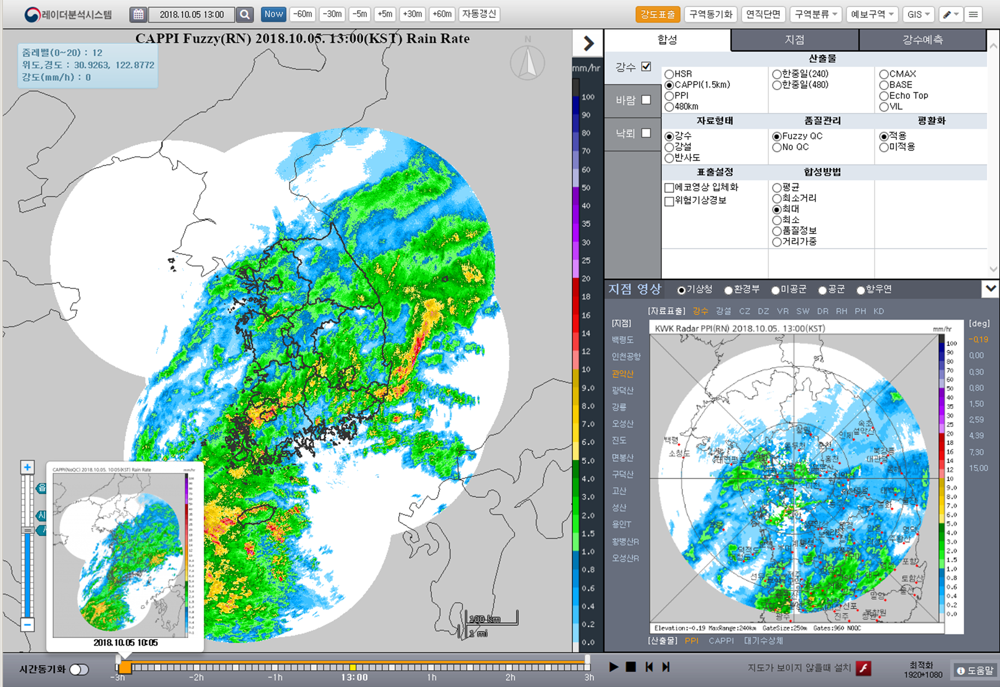 레이더분석시스템
2018.10.05 13:00
Now
-60m
-30m
-5m
+5m
+30m
+60m
자동갱신
강도표출
구역동기화
연직단면
구역분류
예보구역
GIS
CAPPI Fuzzy(RN) 2018.10.05. 13:00(KST) Rain Rate
줌레벨(0~20) : 12
위도,경도 : 30.9263, 122.8772
강도(mm/h) : 0
N
mm/hr
100
90
80
70
60
50
40
35
30
25
20
18
16
14
12
10
9.0
8.0
7.0
6.0
5.0
4.0
3.0
2.0
1.5
1.0
0.8
0.6
0.4
0.2
0.0
100 km
1 mi
합성
지점
강수예측
강수
바람
낙뢰
산출물
HSR
CAPPI(1.5km)
PPI
480km
한중일(240)
한중일(480)
CMAX
BASE
Echo Top
VIL
자료형태
품질관리
평활화
강수
강설
반사도
Fuzzy QC
No QC
적용
미적용
표출설정
합성방법
에코영상 입체화
위험기상경보
평균
최소거리
최대
최소
품질정보
거리가중
지점 영상
기상청
환경부
미공군
공군
항우연
[자료표출] 강수 강설 CZ DZ VR SW DR RH PH KD
[지점]
백령도
인천공항
관악산
광덕산
강릉
오성산
진도
면봉산
구덕산
고산
성산
용인T
황병산R
오성산R
KWK Radar PPI(RN) 2018.10.05. 13:00(KST)
mm/hr
100
90
80
70
60
50
40
35
30
25
20
18
16
14
12
10
9.0
8.0
7.0
6.0
5.0
4.0
3.0
2.0
1.5
1.0
0.8
0.6
0.4
0.2
0.0
[deg]
-0.19
0.00
0.30
0.80
1.50
2.59
4.39
7.30
15.00
백령
소청도
속초
설악산
인제
철원
동두천
춘천
홍천
북강릉
대관령
동해
태백
봉화
영덕
주왕산
포항
토함산
밀양
대구
진주
광주
Elevation:-0.19 MaxRange:240km GateSize:250m Gates:960 NOQC
[산출물] PPI CAPPI 대기수상체
읍
시
CAPPI(NoQC) 2018.10.05. 10:05(KST) Rain Rate
mm/hr
2018.10.05 10:05
시간동기화
-3h
-2h
-1h
13:00
1h
2h
3h
지도가 보이지 않을때 설치
최적화
1920*1080
도움말